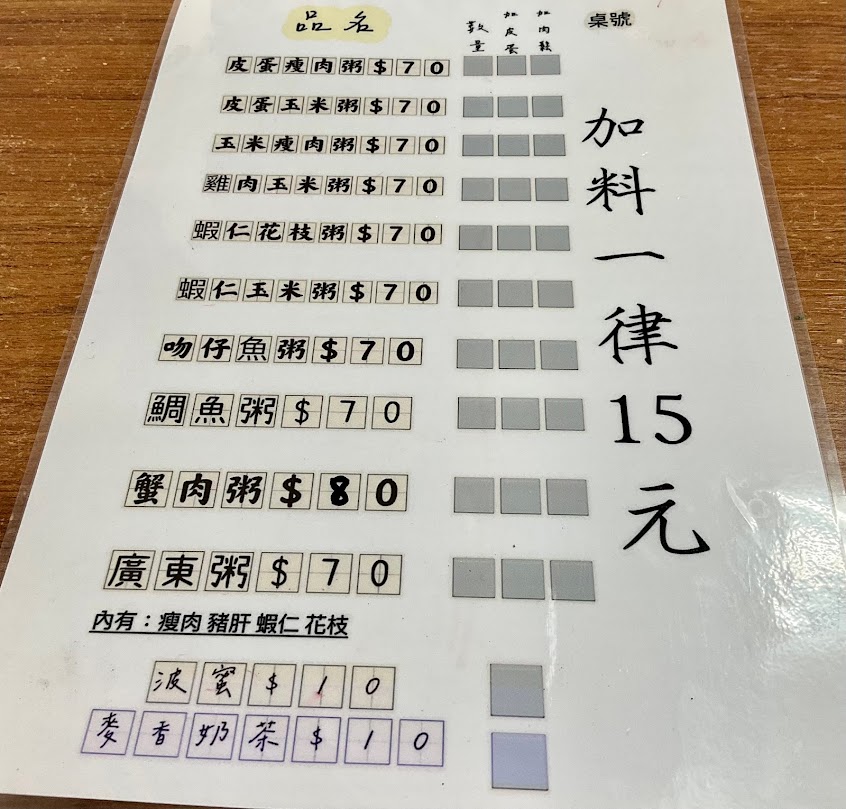 品名 數量 加皮蛋 加肉鬆 桌號
皮蛋瘦肉粥$70
皮蛋玉米粥$70
玉米瘦肉粥$70
雞肉玉米粥$70
蝦仁花枝粥$70
蝦仁玉米粥$70
吻仔魚粥$70
鯛魚粥$70
蟹肉粥$80
廣東粥$70
內有：瘦肉 豬肝 蝦仁 花枝
波蜜$10
麥香奶茶$10
加料一律15元